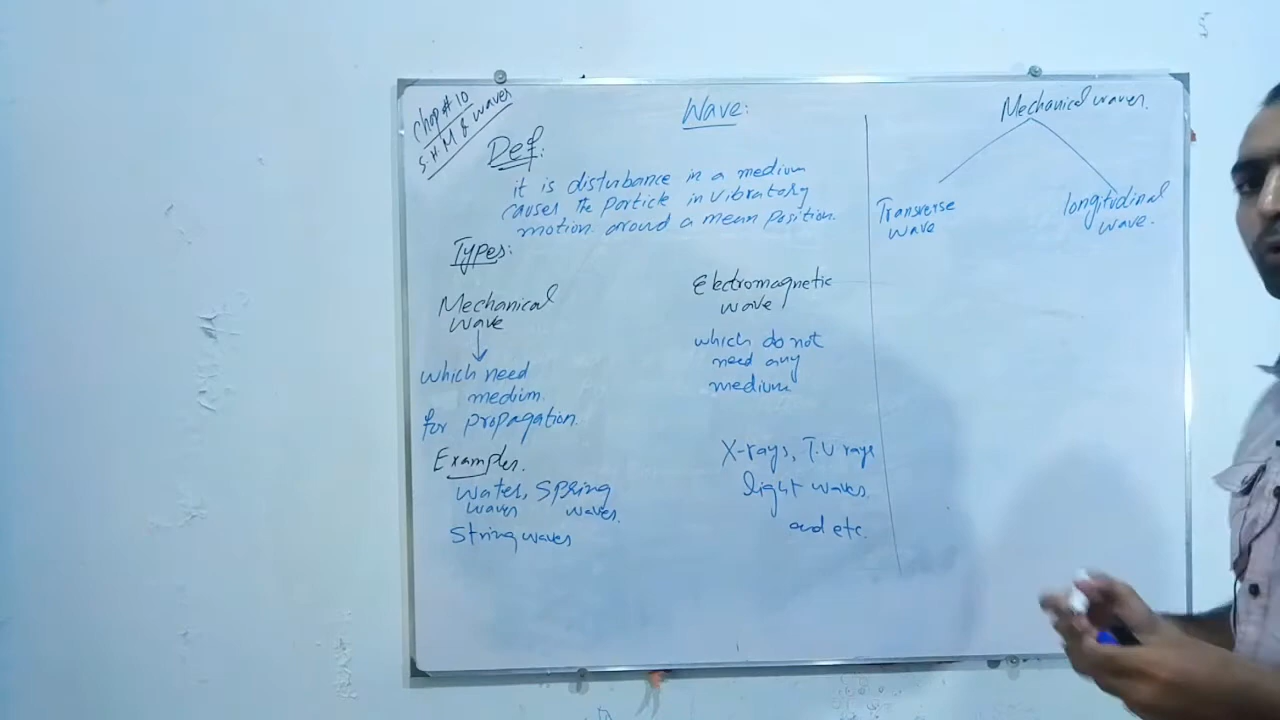 Chap# 10
S.H.M & waves
Wave:
Def:
it is disturbance in a medium
causes the particle in vibratory
motion around a mean position.
Types:
Mechanical
wave
which need
medium.
for propagation.
Examples.
water, spring
waves waves.
String waves
Electromagnetic
wave
which do not
need any
medium
X-rays, T.V rays
light waves.
and etc.
Mechanical waves.
Transverse
wave
longitudinal
wave.